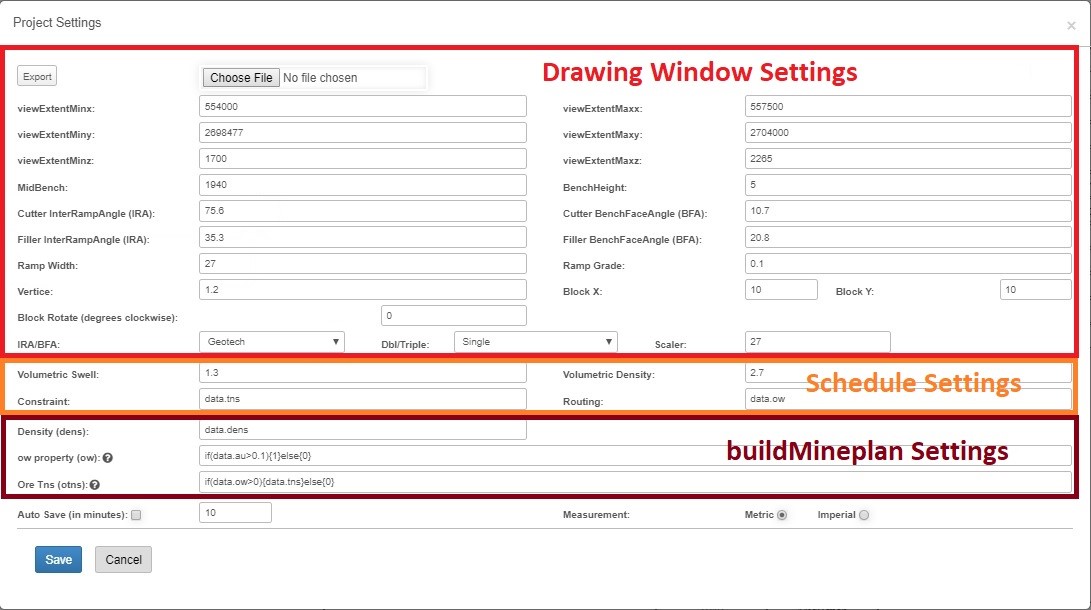 Project Settings ×
Export Choose File No file chosen Drawing Window Settings
viewExtentMinx: 554000 viewExtentMaxx: 557500
viewExtentMiny: 2698477 viewExtentMaxy: 2704000
viewExtentMinz: 1700 viewExtentMaxz: 2265
MidBench: 1940 BenchHeight: 5
Cutter InterRampAngle (IRA): 75.6 Cutter BenchFaceAngle (BFA): 10.7
Filler InterRampAngle (IRA): 35.3 Filler BenchFaceAngle (BFA): 20.8
Ramp Width: 27 Ramp Grade: 0.1
Vertice: 1.2 Block X: 10 Block Y: 10
Block Rotate (degrees clockwise): 0
IRA/BFA: Geotech Dbl/Triple: Single Scaler: 27
Volumetric Swell: 1.3 Volumetric Density: 2.7 Schedule Settings
Constraint: data.tns Routing: data.ow
Density (dens): data.dens
ow property (ow): ? if(data.au>0.1){1}else{0} buildMineplan Settings
Ore Tns (otns): ? if(data.ow>0){data.tns}else{0}
Auto Save (in minutes): 10 Measurement: Metric Imperial
Save Cancel